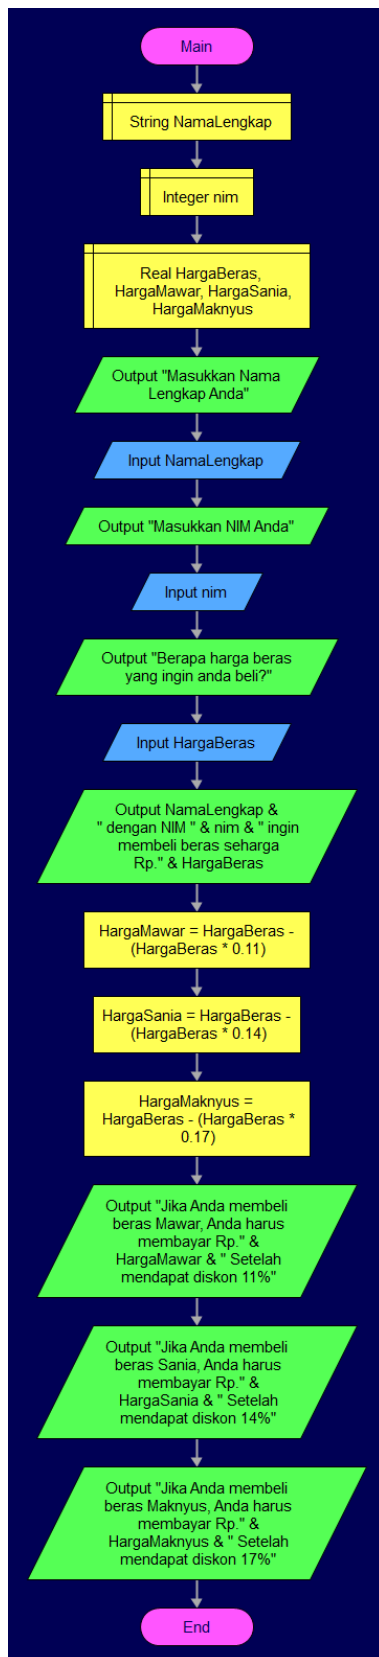 Main
String NamaLengkap
Integer nim
Real HargaBeras,
HargaMawar, HargaSania,
HargaMaknyus
Output "Masukkan Nama
Lengkap Anda"
Input NamaLengkap
Output "Masukkan NIM Anda"
Input nim
Output "Berapa harga beras
yang ingin anda beli?"
Input HargaBeras
Output NamaLengkap &
" dengan NIM " & nim & " ingin
membeli beras seharga
Rp." & HargaBeras
HargaMawar = HargaBeras -
(HargaBeras * 0.11)
HargaSania = HargaBeras -
(HargaBeras * 0.14)
HargaMaknyus =
HargaBeras - (HargaBeras *
0.17)
Output "Jika Anda membeli
beras Mawar, Anda harus
membayar Rp." &
HargaMawar & " Setelah
mendapat diskon 11%"
Output "Jika Anda membeli
beras Sania, Anda harus
membayar Rp." &
HargaSania & " Setelah
mendapat diskon 14%"
Output "Jika Anda membeli
beras Maknyus, Anda harus
membayar Rp." &
HargaMaknyus & " Setelah
mendapat diskon 17%"
End